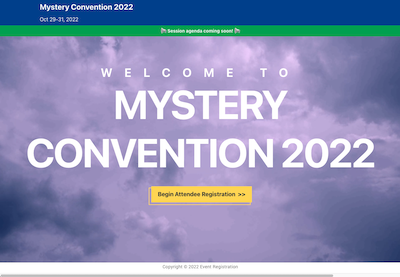 Mystery Convention 2022
Oct 29-31, 2022
Session agenda coming soon!
WELCOME TO
MYSTERY
CONVENTION 2022
Begin Attendee Registration >>
Copyright © 2022 Event Registration